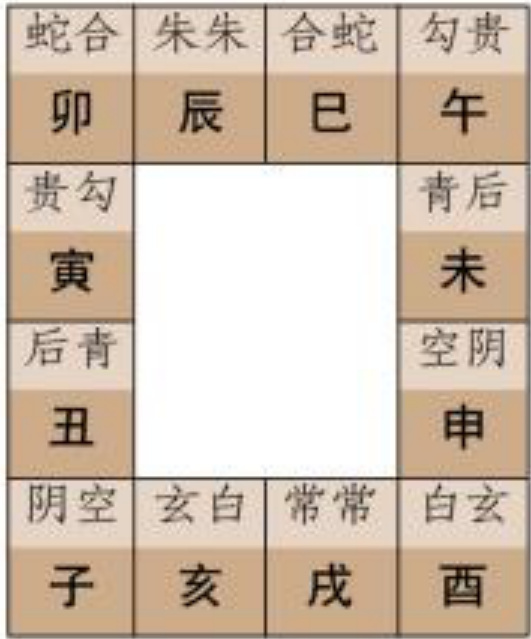 蛇合 朱朱 合蛇 勾贵
卯 辰 巳 午
贵勾 青后
寅 未
后青 空阴
丑 申
阴空 玄白 常常 白玄
子 亥 戌 酉